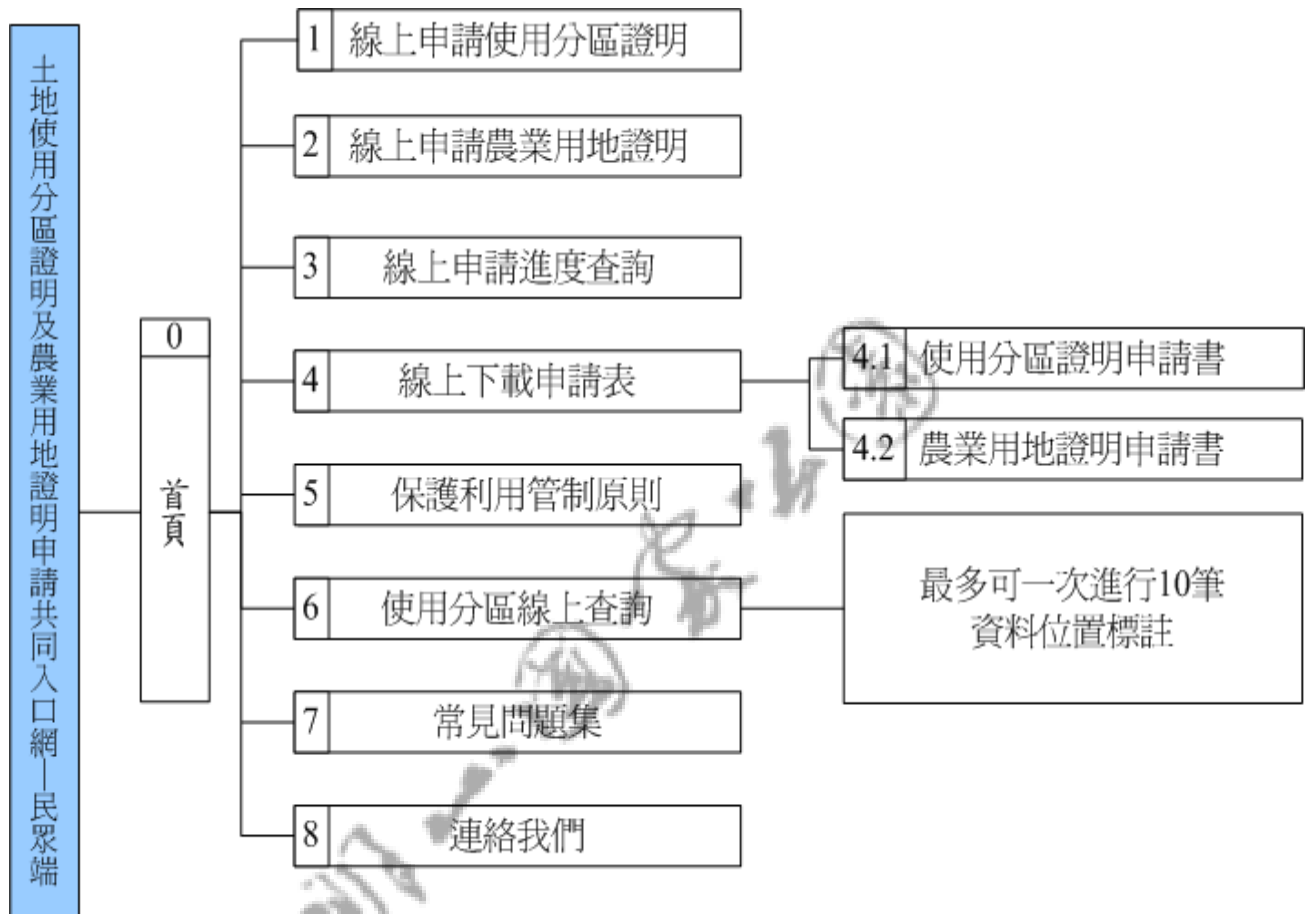 土地使用分區證明及農業用地證明申請共同入口網—民眾端
0
首頁
1 線上申請使用分區證明
2 線上申請農業用地證明
3 線上申請進度查詢
4 線上下載申請表
4.1 使用分區證明申請書
4.2 農業用地證明申請書
5 保護利用管制原則
6 使用分區線上查詢
最多可一次進行10筆
資料位置標註
7 常見問題集
8 連絡我們